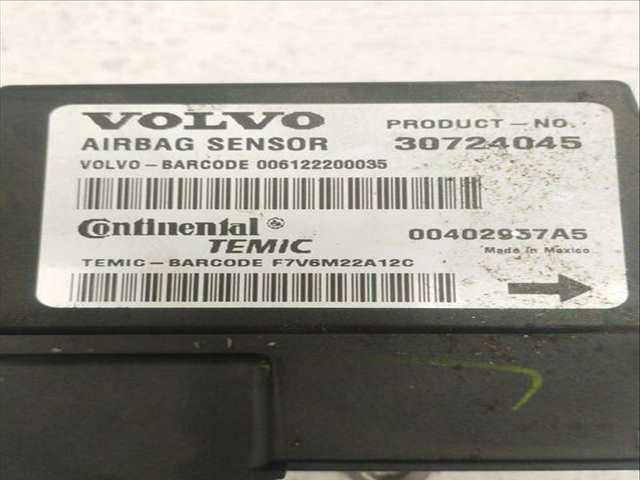 VOLVO PRODUCT-NO.
AIRBAG SENSOR 30724045
VOLVO-BARCODE 006122200035
Continental® 00402937A5
TEMIC Made in Mexico
TEMIC-BARCODE F7V6M22A12C